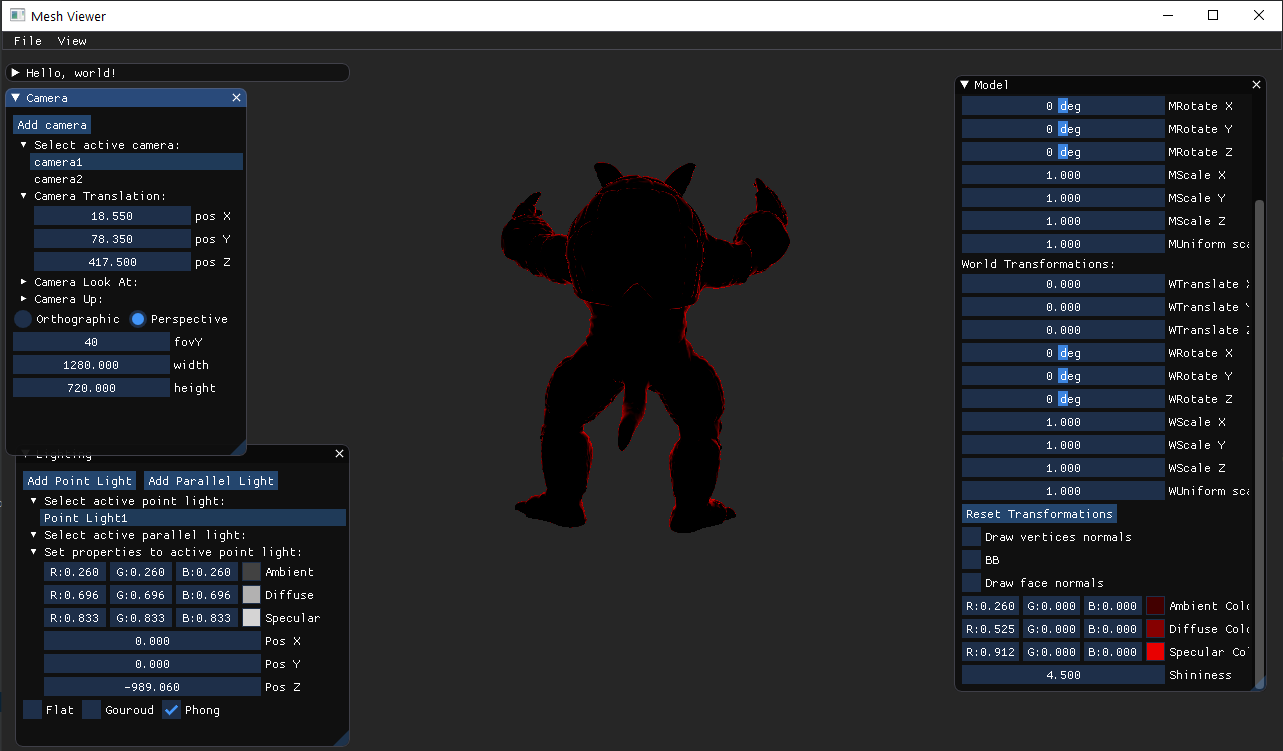 Mesh Viewer
File View
Hello, world!
Camera
Add camera
Select active camera:
camera1
camera2
Camera Translation:
18.550 pos X
78.350 pos Y
417.500 pos Z
Camera Look At:
Camera Up:
Orthographic Perspective
40 fovY
1280.000 width
720.000 height
Lighting
Add Point Light Add Parallel Light
Select active point light:
Point Light1
Select active parallel light:
Set properties to active point light:
R:0.260 G:0.260 B:0.260 Ambient
R:0.696 G:0.696 B:0.696 Diffuse
R:0.833 G:0.833 B:0.833 Specular
0.000 Pos X
0.000 Pos Y
-989.060 Pos Z
Flat Gouroud Phong
Model
0 deg MRotate X
0 deg MRotate Y
0 deg MRotate Z
1.000 MScale X
1.000 MScale Y
1.000 MScale Z
1.000 MUniform sca
World Transformations:
0.000 WTranslate X
0.000 WTranslate Y
0.000 WTranslate Z
0 deg WRotate X
0 deg WRotate Y
0 deg WRotate Z
1.000 WScale X
1.000 WScale Y
1.000 WScale Z
1.000 WUniform sca
Reset Transformations
Draw vertices normals
BB
Draw face normals
R:0.260 G:0.000 B:0.000 Ambient Colo
R:0.525 G:0.000 B:0.000 Diffuse Colo
R:0.912 G:0.000 B:0.000 Specular Co
4.500 Shininess